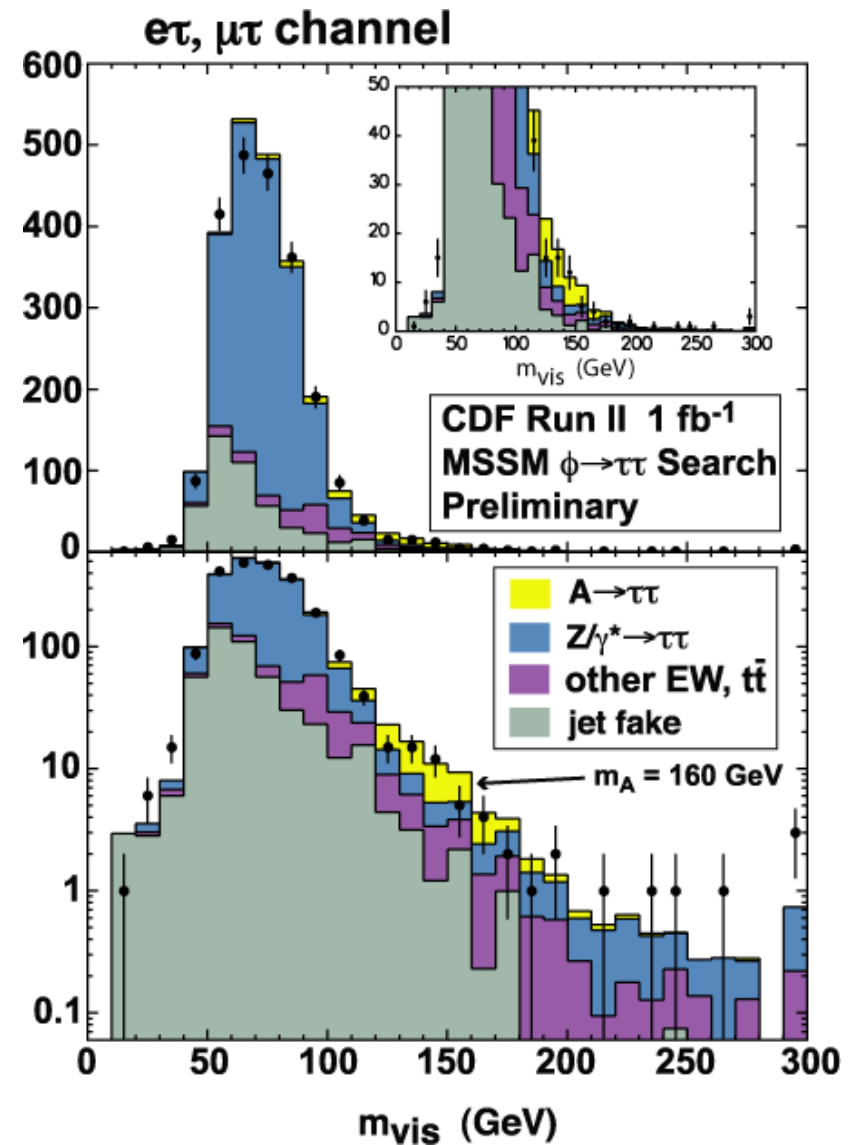 eτ, μτ channel
600
500
400
300
200
100
0
50
40
30
20
10
0
0 50 100 150 200 250 300
m_vis (GeV)
CDF Run II 1 fb⁻¹
MSSM ϕ→ττ Search
Preliminary
100
10
1
0.1
A→ττ
Z/γ*→ττ
other EW, tt̄
jet fake
m_A = 160 GeV
0 50 100 150 200 250 300
m_vis (GeV)